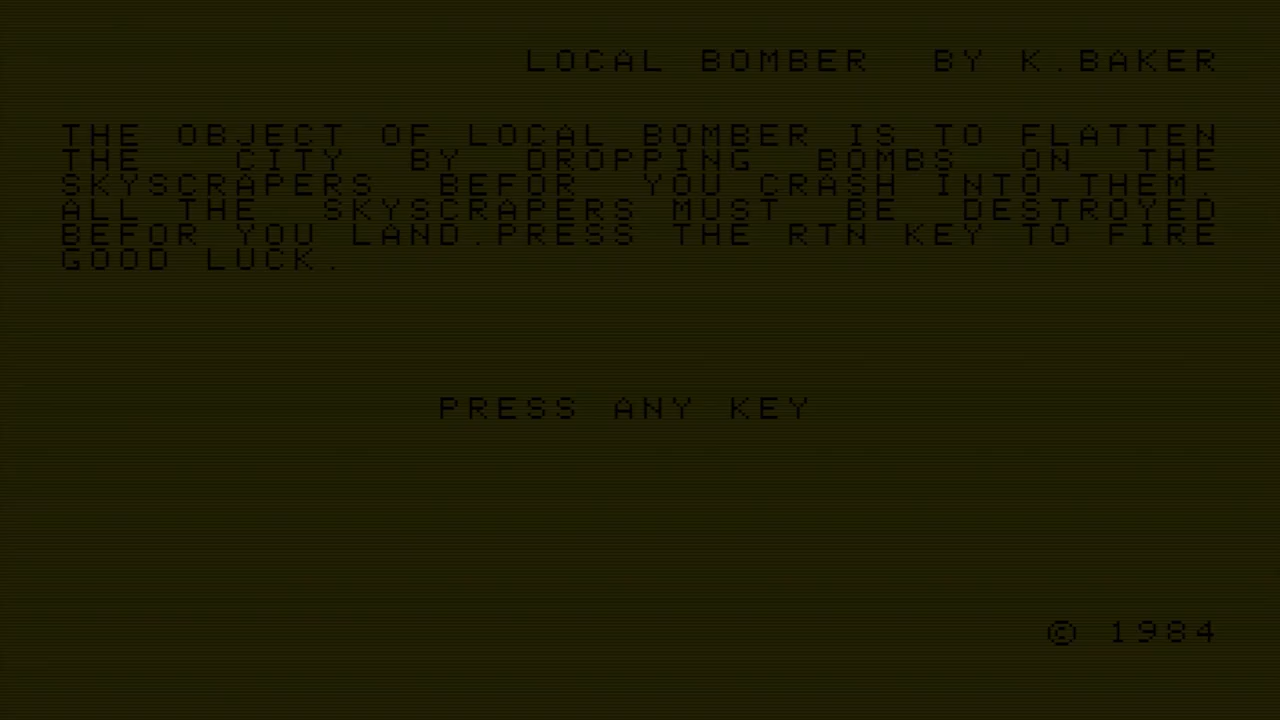 LOCAL BOMBER  BY K.BAKER
THE OBJECT OF LOCAL BOMBER IS TO FLATTEN
THE   CITY  BY  DROPPING  BOMBS  ON  THE
SKYSCRAPERS  BEFOR  YOU CRASH INTO THEM.
ALL THE  SKYSCRAPERS MUST  BE  DESTROYED
BEFOR YOU LAND.PRESS THE RTN KEY TO FIRE
GOOD LUCK.
PRESS ANY KEY
© 1984